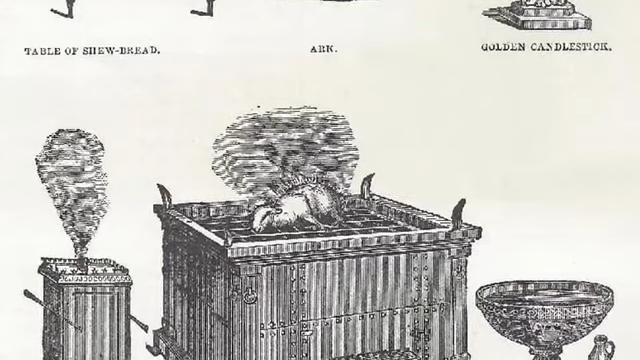 TABLE OF SHEW-BREAD.
ARK.
GOLDEN CANDLESTICK.